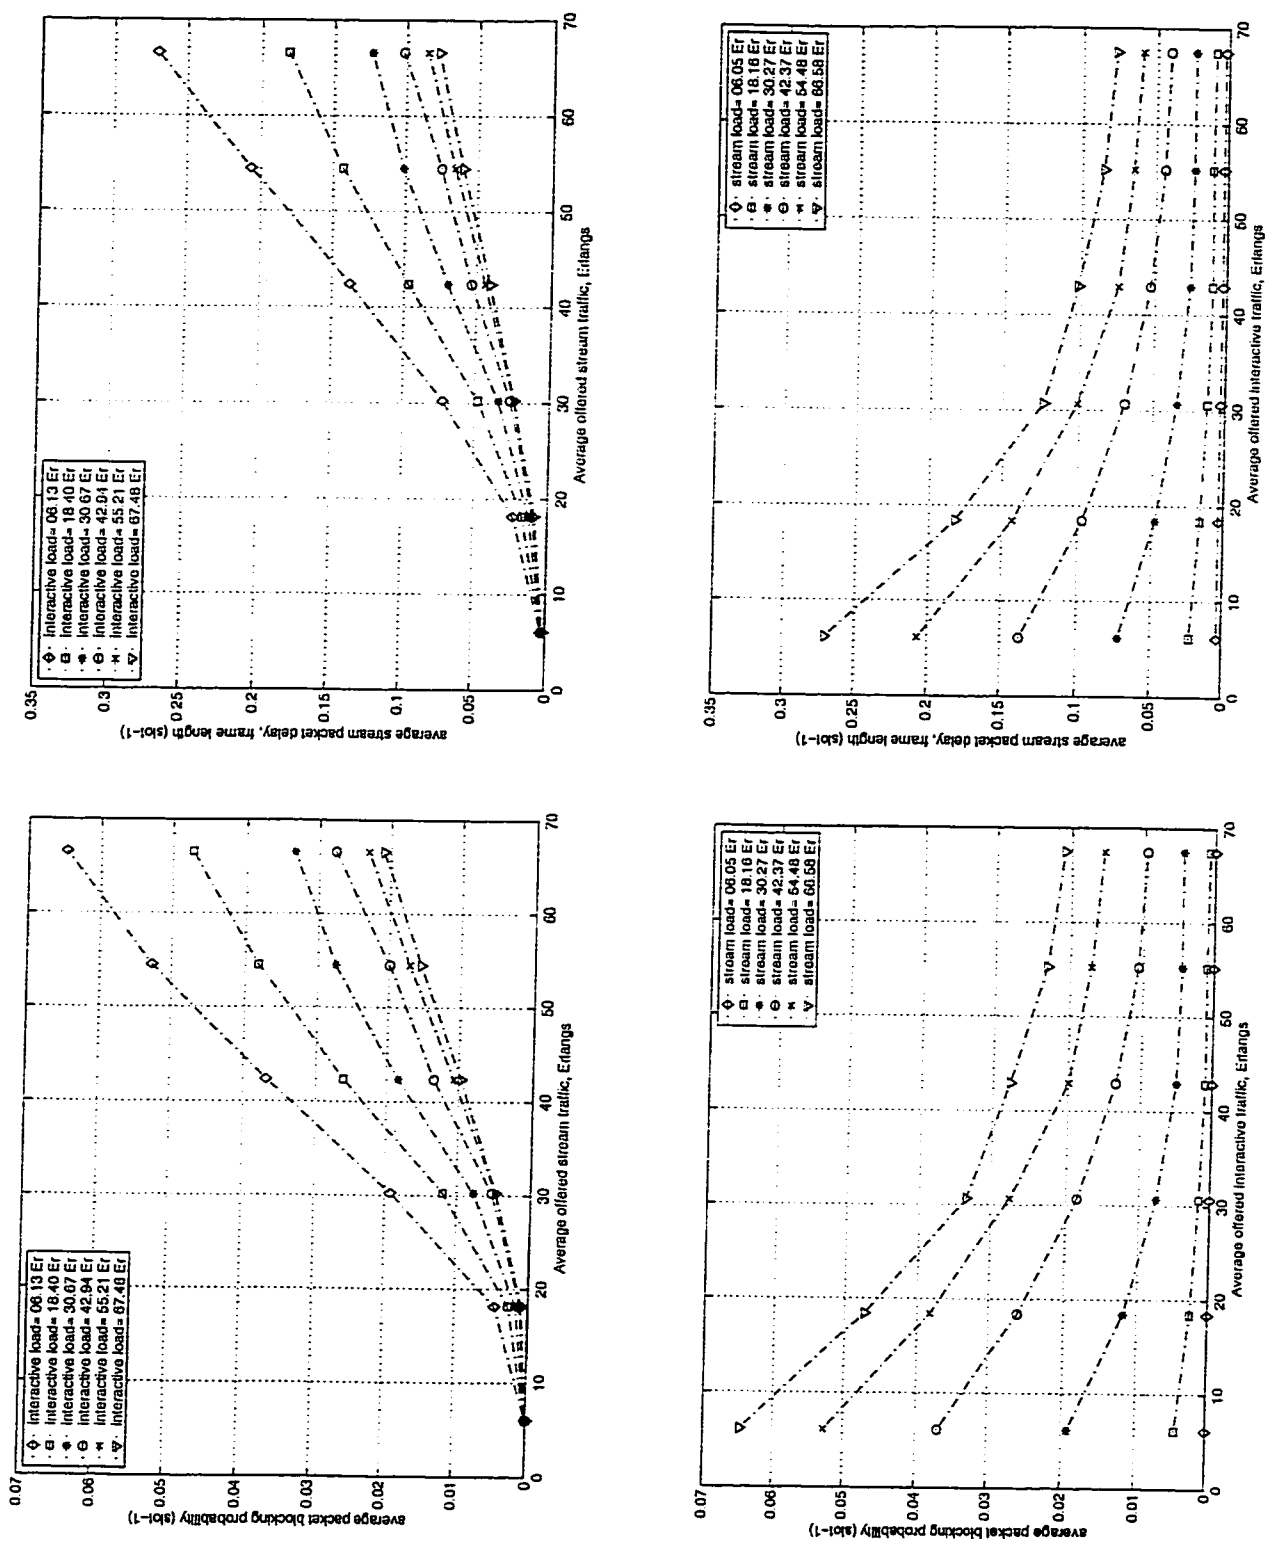 0.07
0.06
0.05
0.04
0.03
0.02
0.01
0
average packet blocking probability (slot-1)
interactive load= 06.13 Er
interactive load= 18.40 Er
interactive load= 30.67 Er
interactive load= 42.94 Er
interactive load= 55.21 Er
interactive load= 67.48 Er
0
10
20
30
40
50
60
70
Average offered stream traffic, Erlangs
0.35
0.3
0.25
0.2
0.15
0.1
0.05
0
average stream packet delay, frame length (slot-1)
interactive load= 06.13 Er
interactive load= 18.40 Er
interactive load= 30.67 Er
interactive load= 42.94 Er
interactive load= 55.21 Er
interactive load= 67.48 Er
0
10
20
30
40
50
60
70
Average offered stream traffic, Erlangs
0.07
0.06
0.05
0.04
0.03
0.02
0.01
0
average packet blocking probability (slot-1)
stream load= 06.05 Er
stream load= 18.16 Er
stream load= 30.27 Er
stream load= 42.37 Er
stream load= 54.48 Er
stream load= 66.58 Er
0
10
20
30
40
50
60
70
Average offered interactive traffic, Erlangs
0.35
0.3
0.25
0.2
0.15
0.1
0.05
0
average stream packet delay, frame length (slot-1)
stream load= 06.05 Er
stream load= 18.16 Er
stream load= 30.27 Er
stream load= 42.37 Er
stream load= 54.48 Er
stream load= 66.58 Er
0
10
20
30
40
50
60
70
Average offered interactive traffic, Erlangs